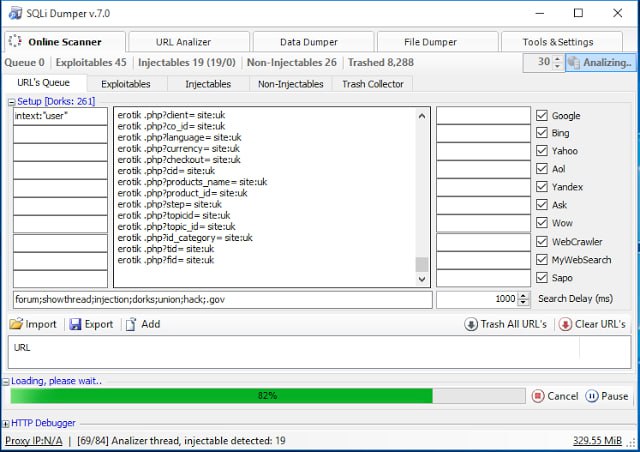 SQLi Dumper v.7.0
Online Scanner URL Analizer Data Dumper File Dumper Tools & Settings
Queue 0 Exploitables 45 Injectables 19 (19/0) Non-Injectables 26 Trashed 8,288 30 Analizing..
URL's Queue Exploitables Injectables Non-Injectables Trash Collector
Setup [Dorks: 261]
intext:"user"
erotik .php?client= site:uk
erotik .php?co_id= site:uk
erotik .php?language= site:uk
erotik .php?currency= site:uk
erotik .php?checkout= site:uk
erotik .php?cid= site:uk
erotik .php?products_name= site:uk
erotik .php?product_id= site:uk
erotik .php?step= site:uk
erotik .php?topicid= site:uk
erotik .php?topic_id= site:uk
erotik .php?id_category= site:uk
erotik .php?tid= site:uk
erotik .php?fid= site:uk
Google
Bing
Yahoo
Aol
Yandex
Ask
Wow
WebCrawler
MyWebSearch
Sapo
forum;showthread;injection;dorks;union;hack;.gov 1000 Search Delay (ms)
Import Export Add Trash All URL's Clear URL's
URL
Loading, please wait..
82% Cancel Pause
HTTP Debugger
Proxy IP:N/A [69/84] Analizer thread, injectable detected: 19 329.55 MiB